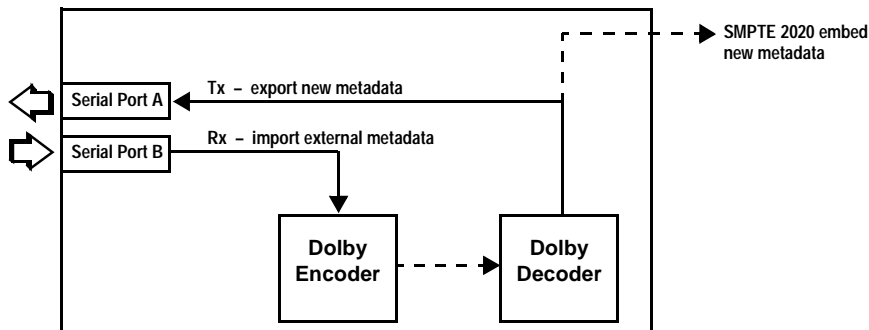 SMPTE 2020 embed
new metadata
Tx – export new metadata
Serial Port A
Rx – import external metadata
Serial Port B
Dolby
Encoder
Dolby
Decoder